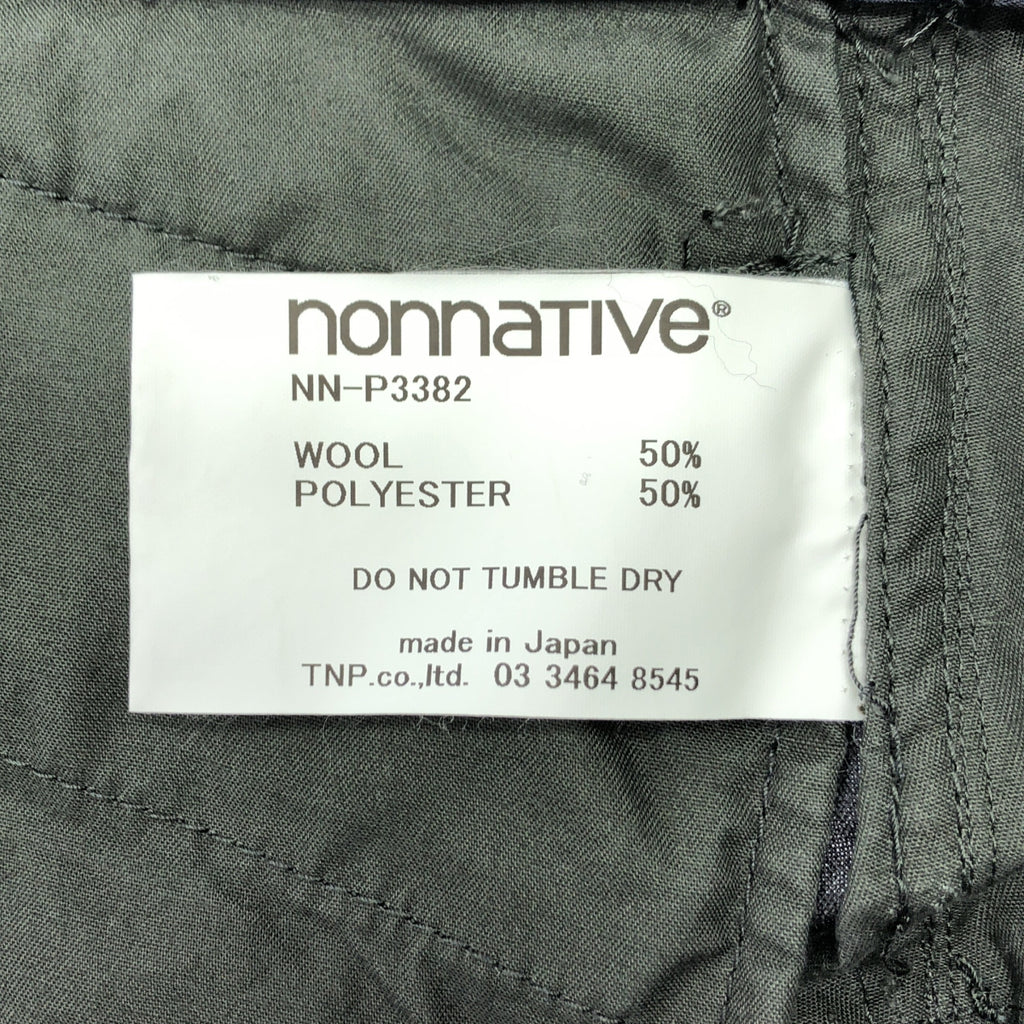 nonnaTIVe®
NN-P3382
WOOL 50%
POLYESTER 50%
DO NOT TUMBLE DRY
made in Japan
TNP.co.,ltd. 03 3464 8545